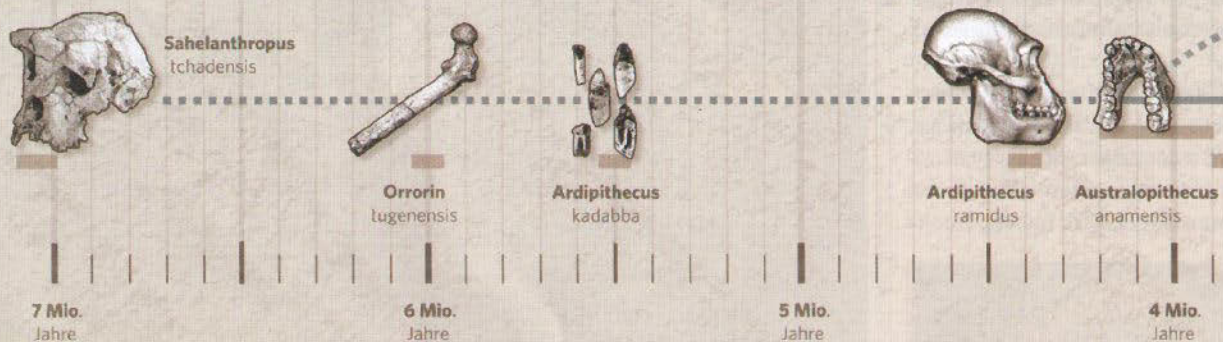 Sahelanthropus
tchadensis
Orrorin
tugenensis
Ardipithecus
kadabba
Ardipithecus
ramidus
Australopithecus
anamensis
7 Mio.
Jahre
6 Mio.
Jahre
5 Mio.
Jahre
4 Mio.
Jahre